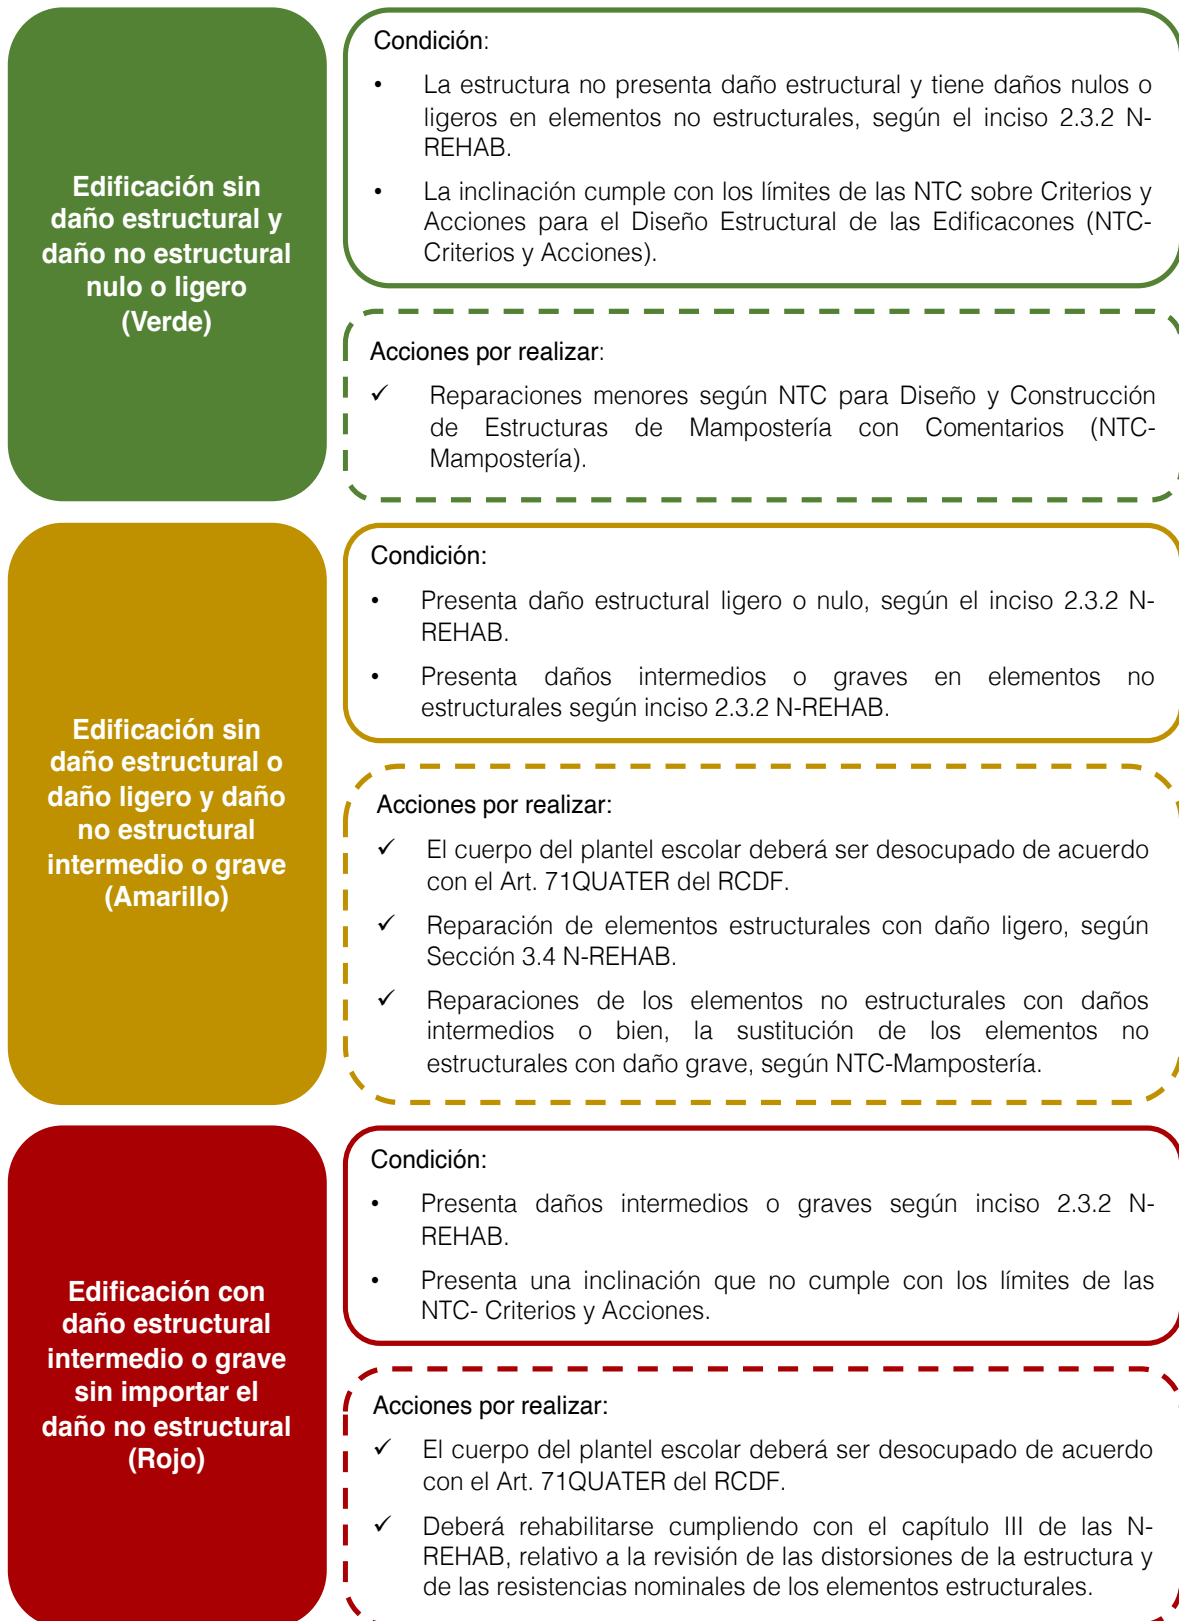 Edificación sin
daño estructural y
daño no estructural
nulo o ligero
(Verde)
Condición:
• La estructura no presenta daño estructural y tiene daños nulos o
ligeros en elementos no estructurales, según el inciso 2.3.2 N-
REHAB.
• La inclinación cumple con los límites de las NTC sobre Criterios y
Acciones para el Diseño Estructural de las Edificacones (NTC-
Criterios y Acciones).
Acciones por realizar:
✓ Reparaciones menores según NTC para Diseño y Construcción
de Estructuras de Mampostería con Comentarios (NTC-
Mampostería).
Edificación sin
daño estructural o
daño ligero y daño
no estructural
intermedio o grave
(Amarillo)
Condición:
• Presenta daño estructural ligero o nulo, según el inciso 2.3.2 N-
REHAB.
• Presenta daños intermedios o graves en elementos no
estructurales según inciso 2.3.2 N-REHAB.
Acciones por realizar:
✓ El cuerpo del plantel escolar deberá ser desocupado de acuerdo
con el Art. 71QUATER del RCDF.
✓ Reparación de elementos estructurales con daño ligero, según
Sección 3.4 N-REHAB.
✓ Reparaciones de los elementos no estructurales con daños
intermedios o bien, la sustitución de los elementos no
estructurales con daño grave, según NTC-Mampostería.
Edificación con
daño estructural
intermedio o grave
sin importar el
daño no estructural
(Rojo)
Condición:
• Presenta daños intermedios o graves según inciso 2.3.2 N-
REHAB.
• Presenta una inclinación que no cumple con los límites de las
NTC- Criterios y Acciones.
Acciones por realizar:
✓ El cuerpo del plantel escolar deberá ser desocupado de acuerdo
con el Art. 71QUATER del RCDF.
✓ Deberá rehabilitarse cumpliendo con el capítulo III de las N-
REHAB, relativo a la revisión de las distorsiones de la estructura y
de las resistencias nominales de los elementos estructurales.